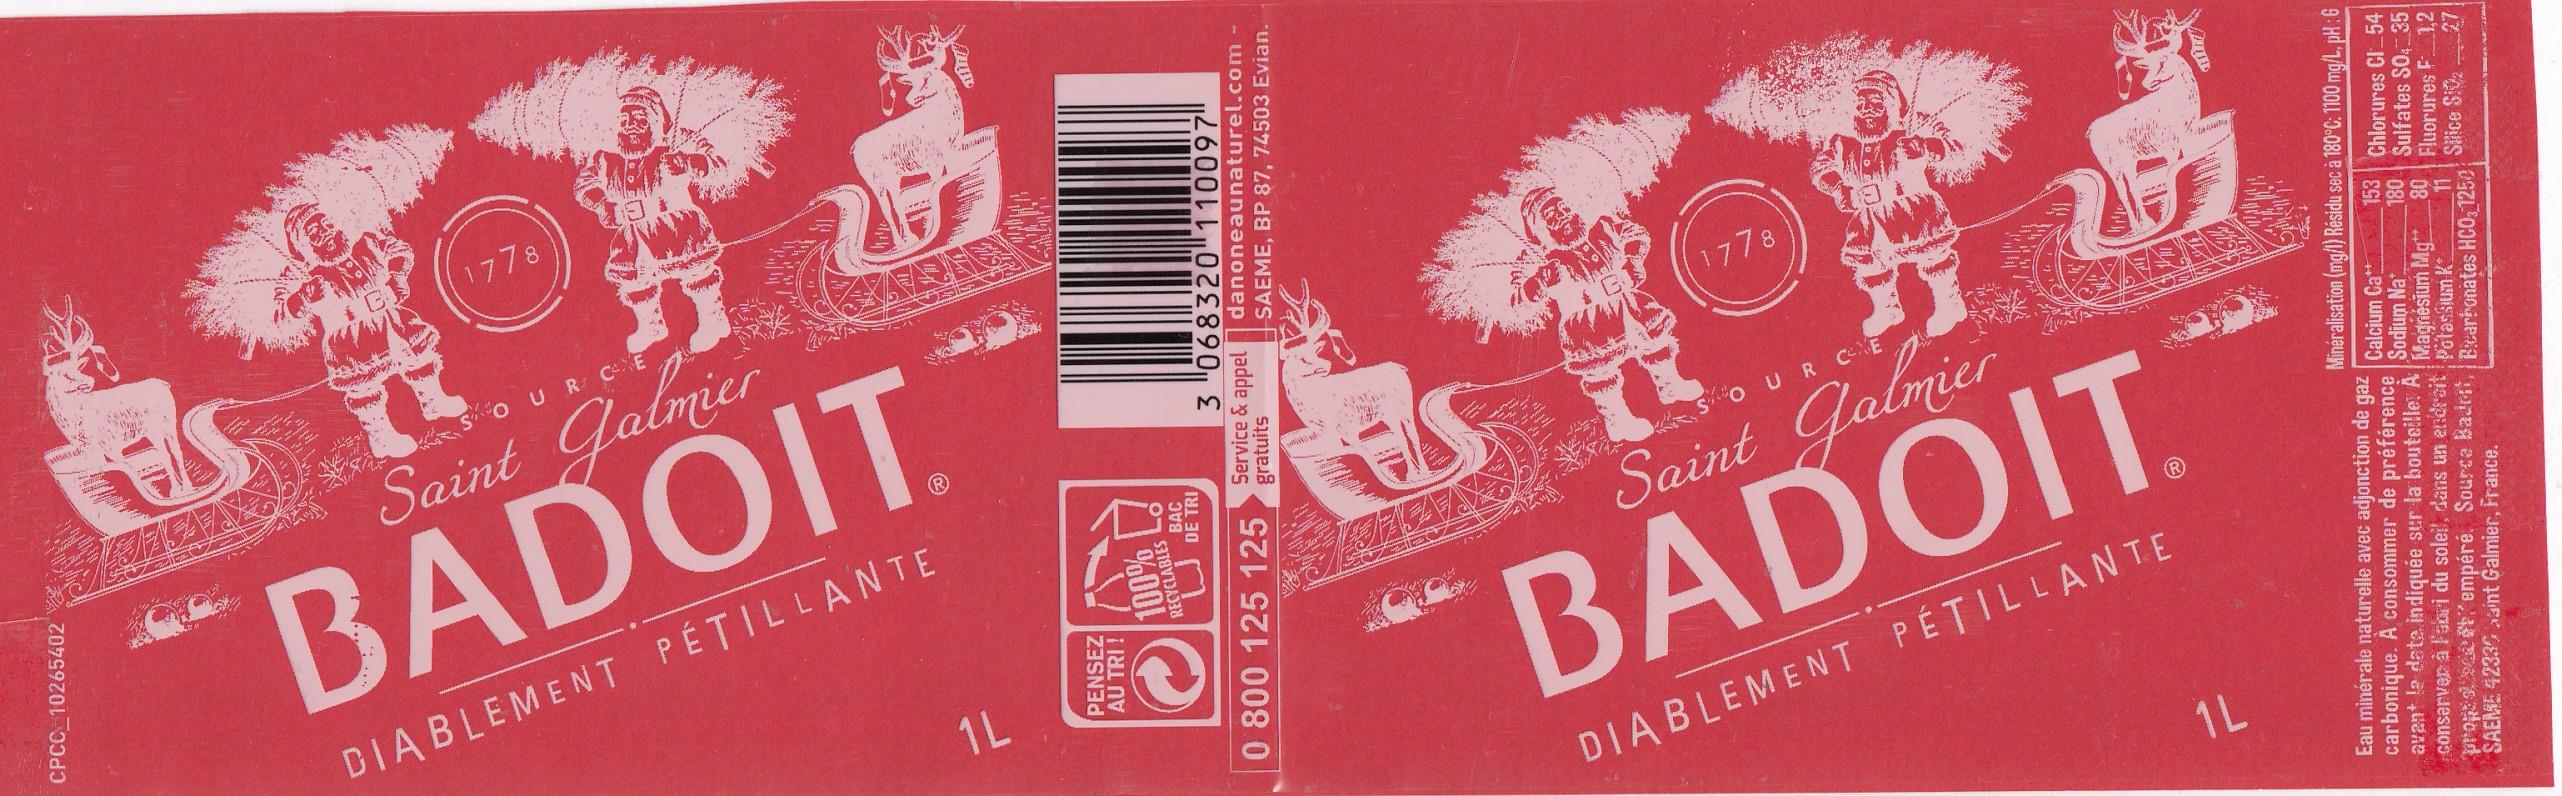 CPCC_10265402
1778
SOURCE
Saint Galmier
BADOIT®
DIABLEMENT PÉTILLANTE
1L
3 068320 110097
PENSEZ
AU TRI !
100%
RECYCLABLES
BAC
DE TRI
0 800 125 125
Service & appel
gratuits
danoneaunaturel.com -
SAEME, BP 87, 74503 Evian.
1778
SOURCE
Saint Galmier
BADOIT®
DIABLEMENT PÉTILLANTE
1L
Eau minérale naturelle avec adjonction de gaz
carbonique. À consommer de préférence
avant la date indiquée sur la bouteille. À
conserver à l'abri du soleil, dans un endroit
propre tempéré. Source Badoit
SAEME 42330 Saint Galmier, France.
Minéralisation (mg/l) Résidu sec à 180°C: 1100 mg/L, pH : 6
Calcium Ca⁺⁺ 153
Sodium Na⁺ 180
Magnésium Mg⁺⁺ 80
Potassium K⁺ 11
Bicarbonates HCO₃⁻ 1250
Chlorures Cl⁻ 54
Sulfates SO₄⁻⁻ 35
Fluorures F⁻ 1,2
Silice SiO₂ 27